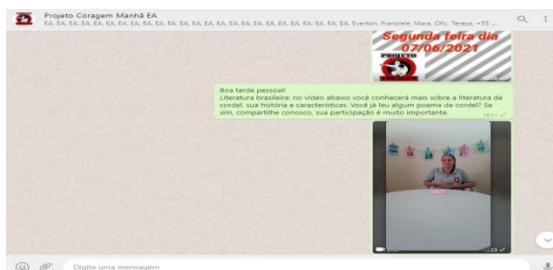 Projeto Coragem Manhã EA
EA, EA, EA, EA, EA, EA, EA, EA, EA, EA, EA, EA, EA, EA, EA, EA, EA, EA, EA, EA, EA, EA, EA, EA, EA, Everton, Franciele, Mara, Ofic, Tereza, +55 ...
Segunda feira dia
07/06/2021
PROJETO
Boa tarde pessoal!
Literatura brasileira: no vídeo abaixo você conhecerá mais sobre a literatura de
cordel, sua história e características. Você já leu algum poema de cordel? Se
sim, compartilhe conosco, sua participação é muito importante.
Digite uma mensagem